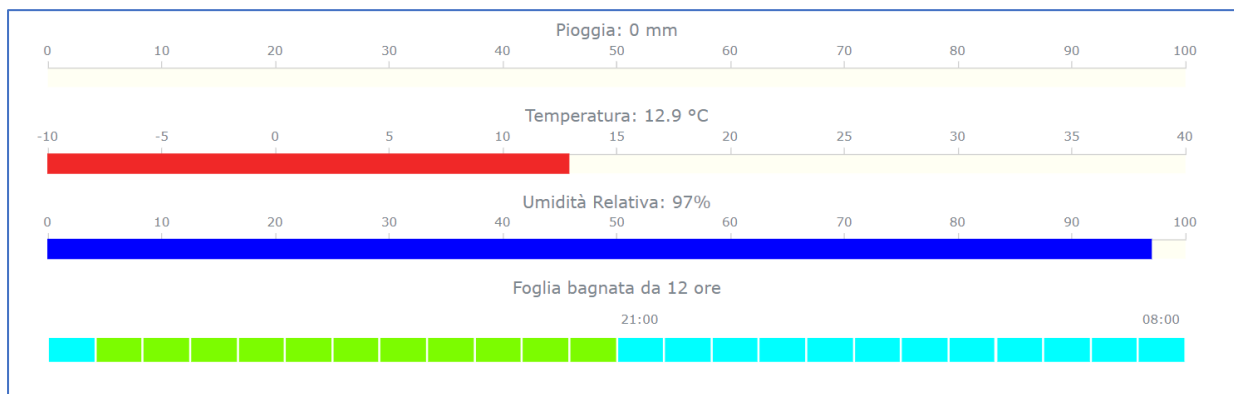 Pioggia: 0 mm
0 10 20 30 40 50 60 70 80 90 100
Temperatura: 12.9 °C
-10 -5 0 5 10 15 20 25 30 35 40
Umidità Relativa: 97%
0 10 20 30 40 50 60 70 80 90 100
Foglia bagnata da 12 ore
21:00 08:00